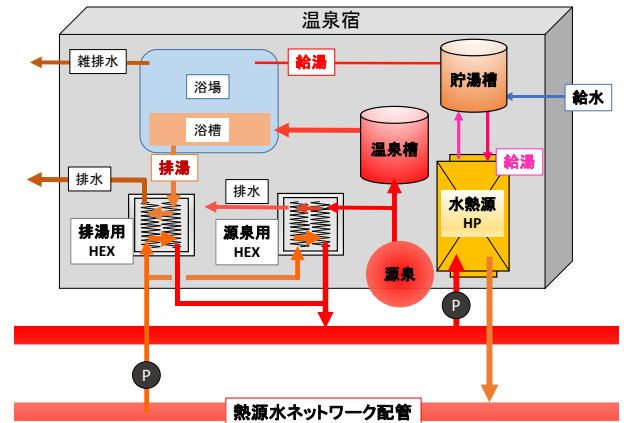 温泉宿
雑排水
給湯
貯湯槽
浴場
給水
浴槽
温泉槽
排湯
給湯
排水
排水
水熱源
HP
排湯用
HEX
源泉用
HEX
源泉
P
P
熱源水ネットワーク配管